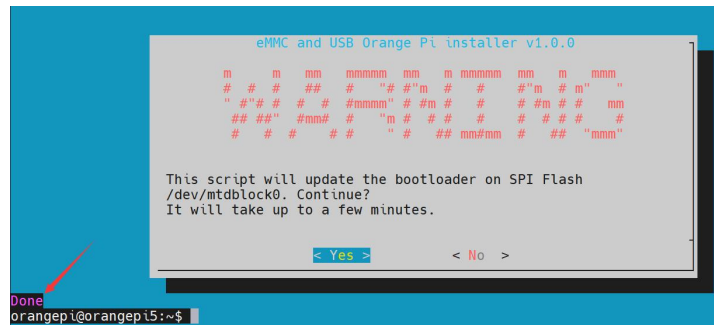 eMMC and USB Orange Pi installer v1.0.0
WARNING
This script will update the bootloader on SPI Flash
/dev/mtdblock0. Continue?
It will take up to a few minutes.
< Yes > < No >
Done
orangepi@orangepi5:~$